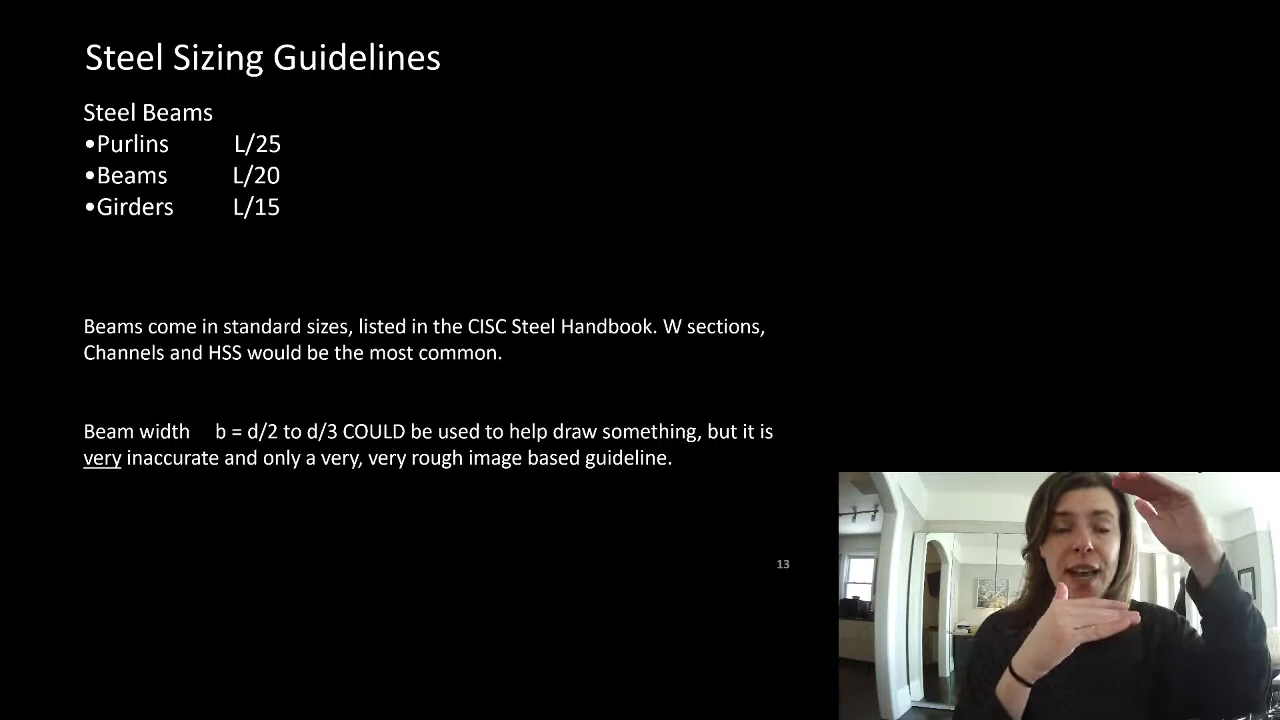 Steel Sizing Guidelines
Steel Beams
•Purlins L/25
•Beams L/20
•Girders L/15
Beams come in standard sizes, listed in the CISC Steel Handbook. W sections,
Channels and HSS would be the most common.
Beam width b = d/2 to d/3 COULD be used to help draw something, but it is
very inaccurate and only a very, very rough image based guideline.
13